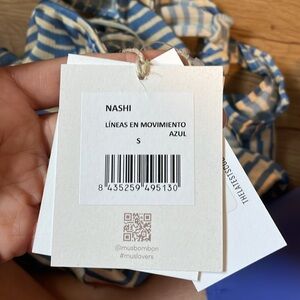 NASHI
LÍNEAS EN MOVIMIENTO
AZUL
S
8 435259 495130
@musbombon
#muslovers